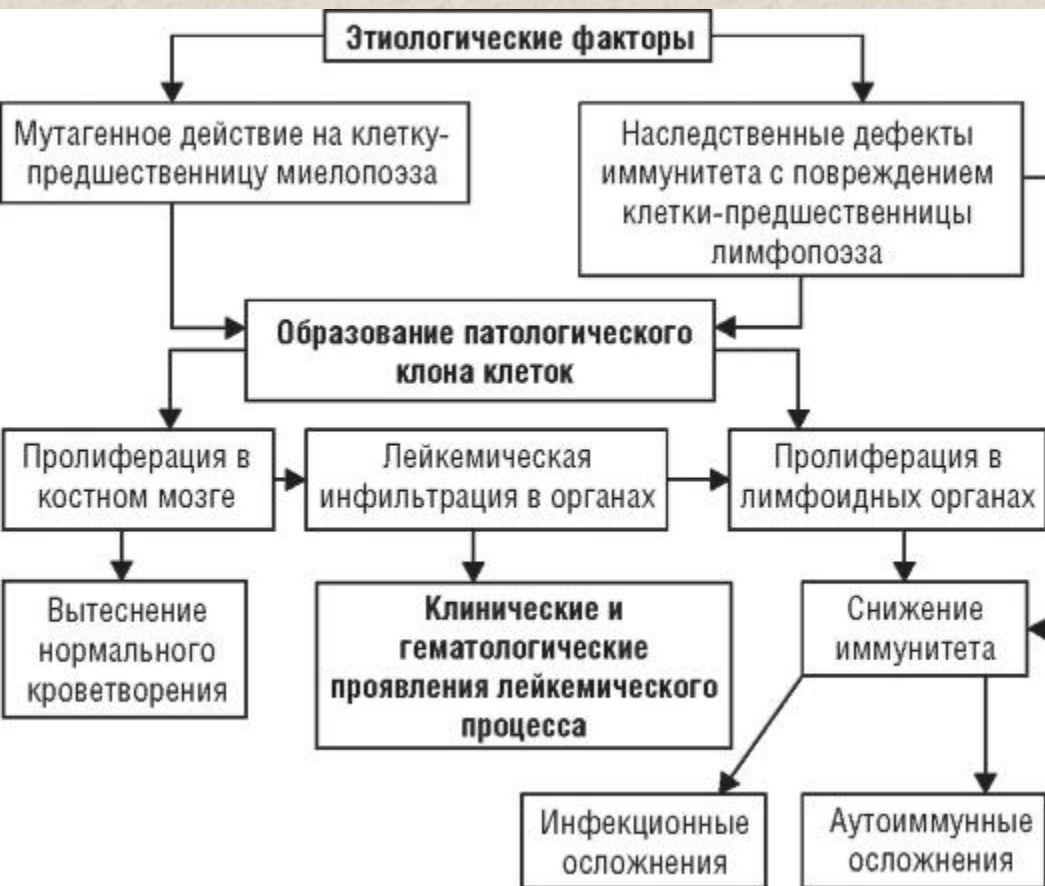 Этиологические факторы
Мутагенное действие на клетку-
предшественницу миелопоэза
Наследственные дефекты
иммунитета с повреждением
клетки-предшественницы
лимфопоэза
Образование патологического
клона клеток
Пролиферация в
костном мозге
Лейкемическая
инфильтрация в органах
Пролиферация в
лимфоидных органах
Вытеснение
нормального
кроветворения
Клинические и
гематологические
проявления лейкемического
процесса
Снижение
иммунитета
Инфекционные
осложнения
Аутоиммунные
осложнения